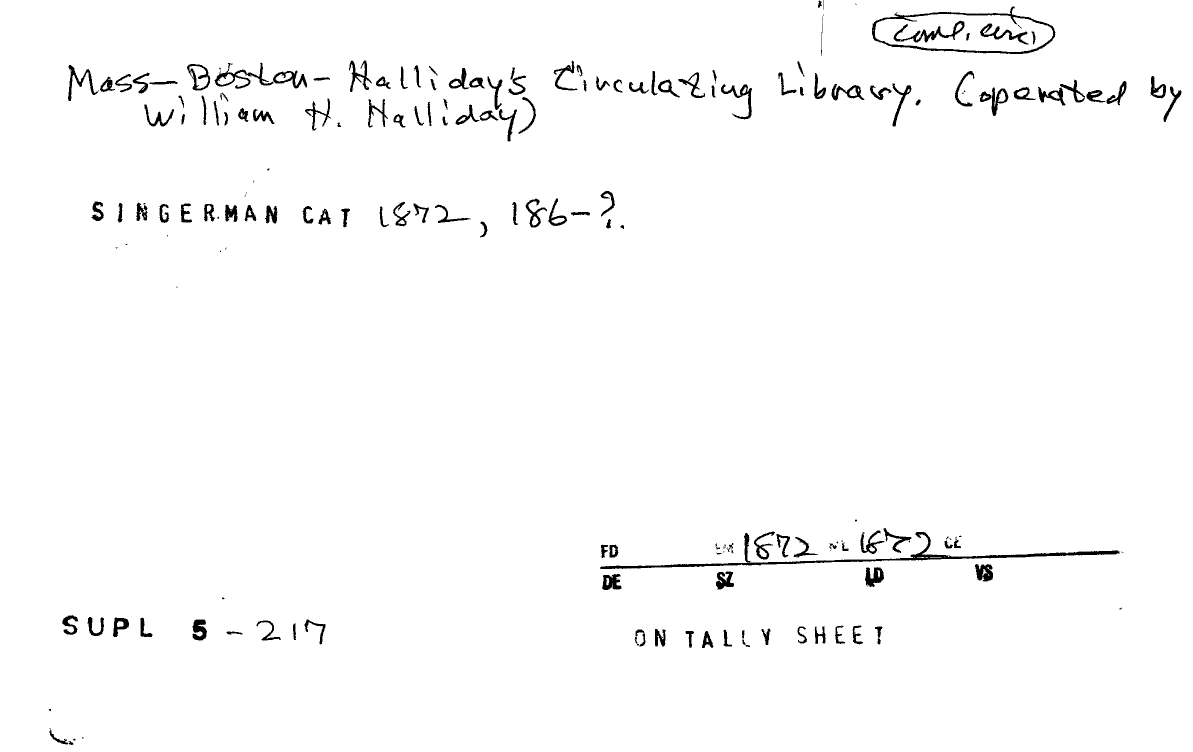 Coml. circ.
Mass—Boston—Halliday's Circulating Library. (operated by
William H. Halliday)
SINGERMAN CAT 1872, 186-?.
FD EM 1872 NL 1872 CE
DE SZ LD VS
SUPL 5 - 217
ON TALLY SHEET